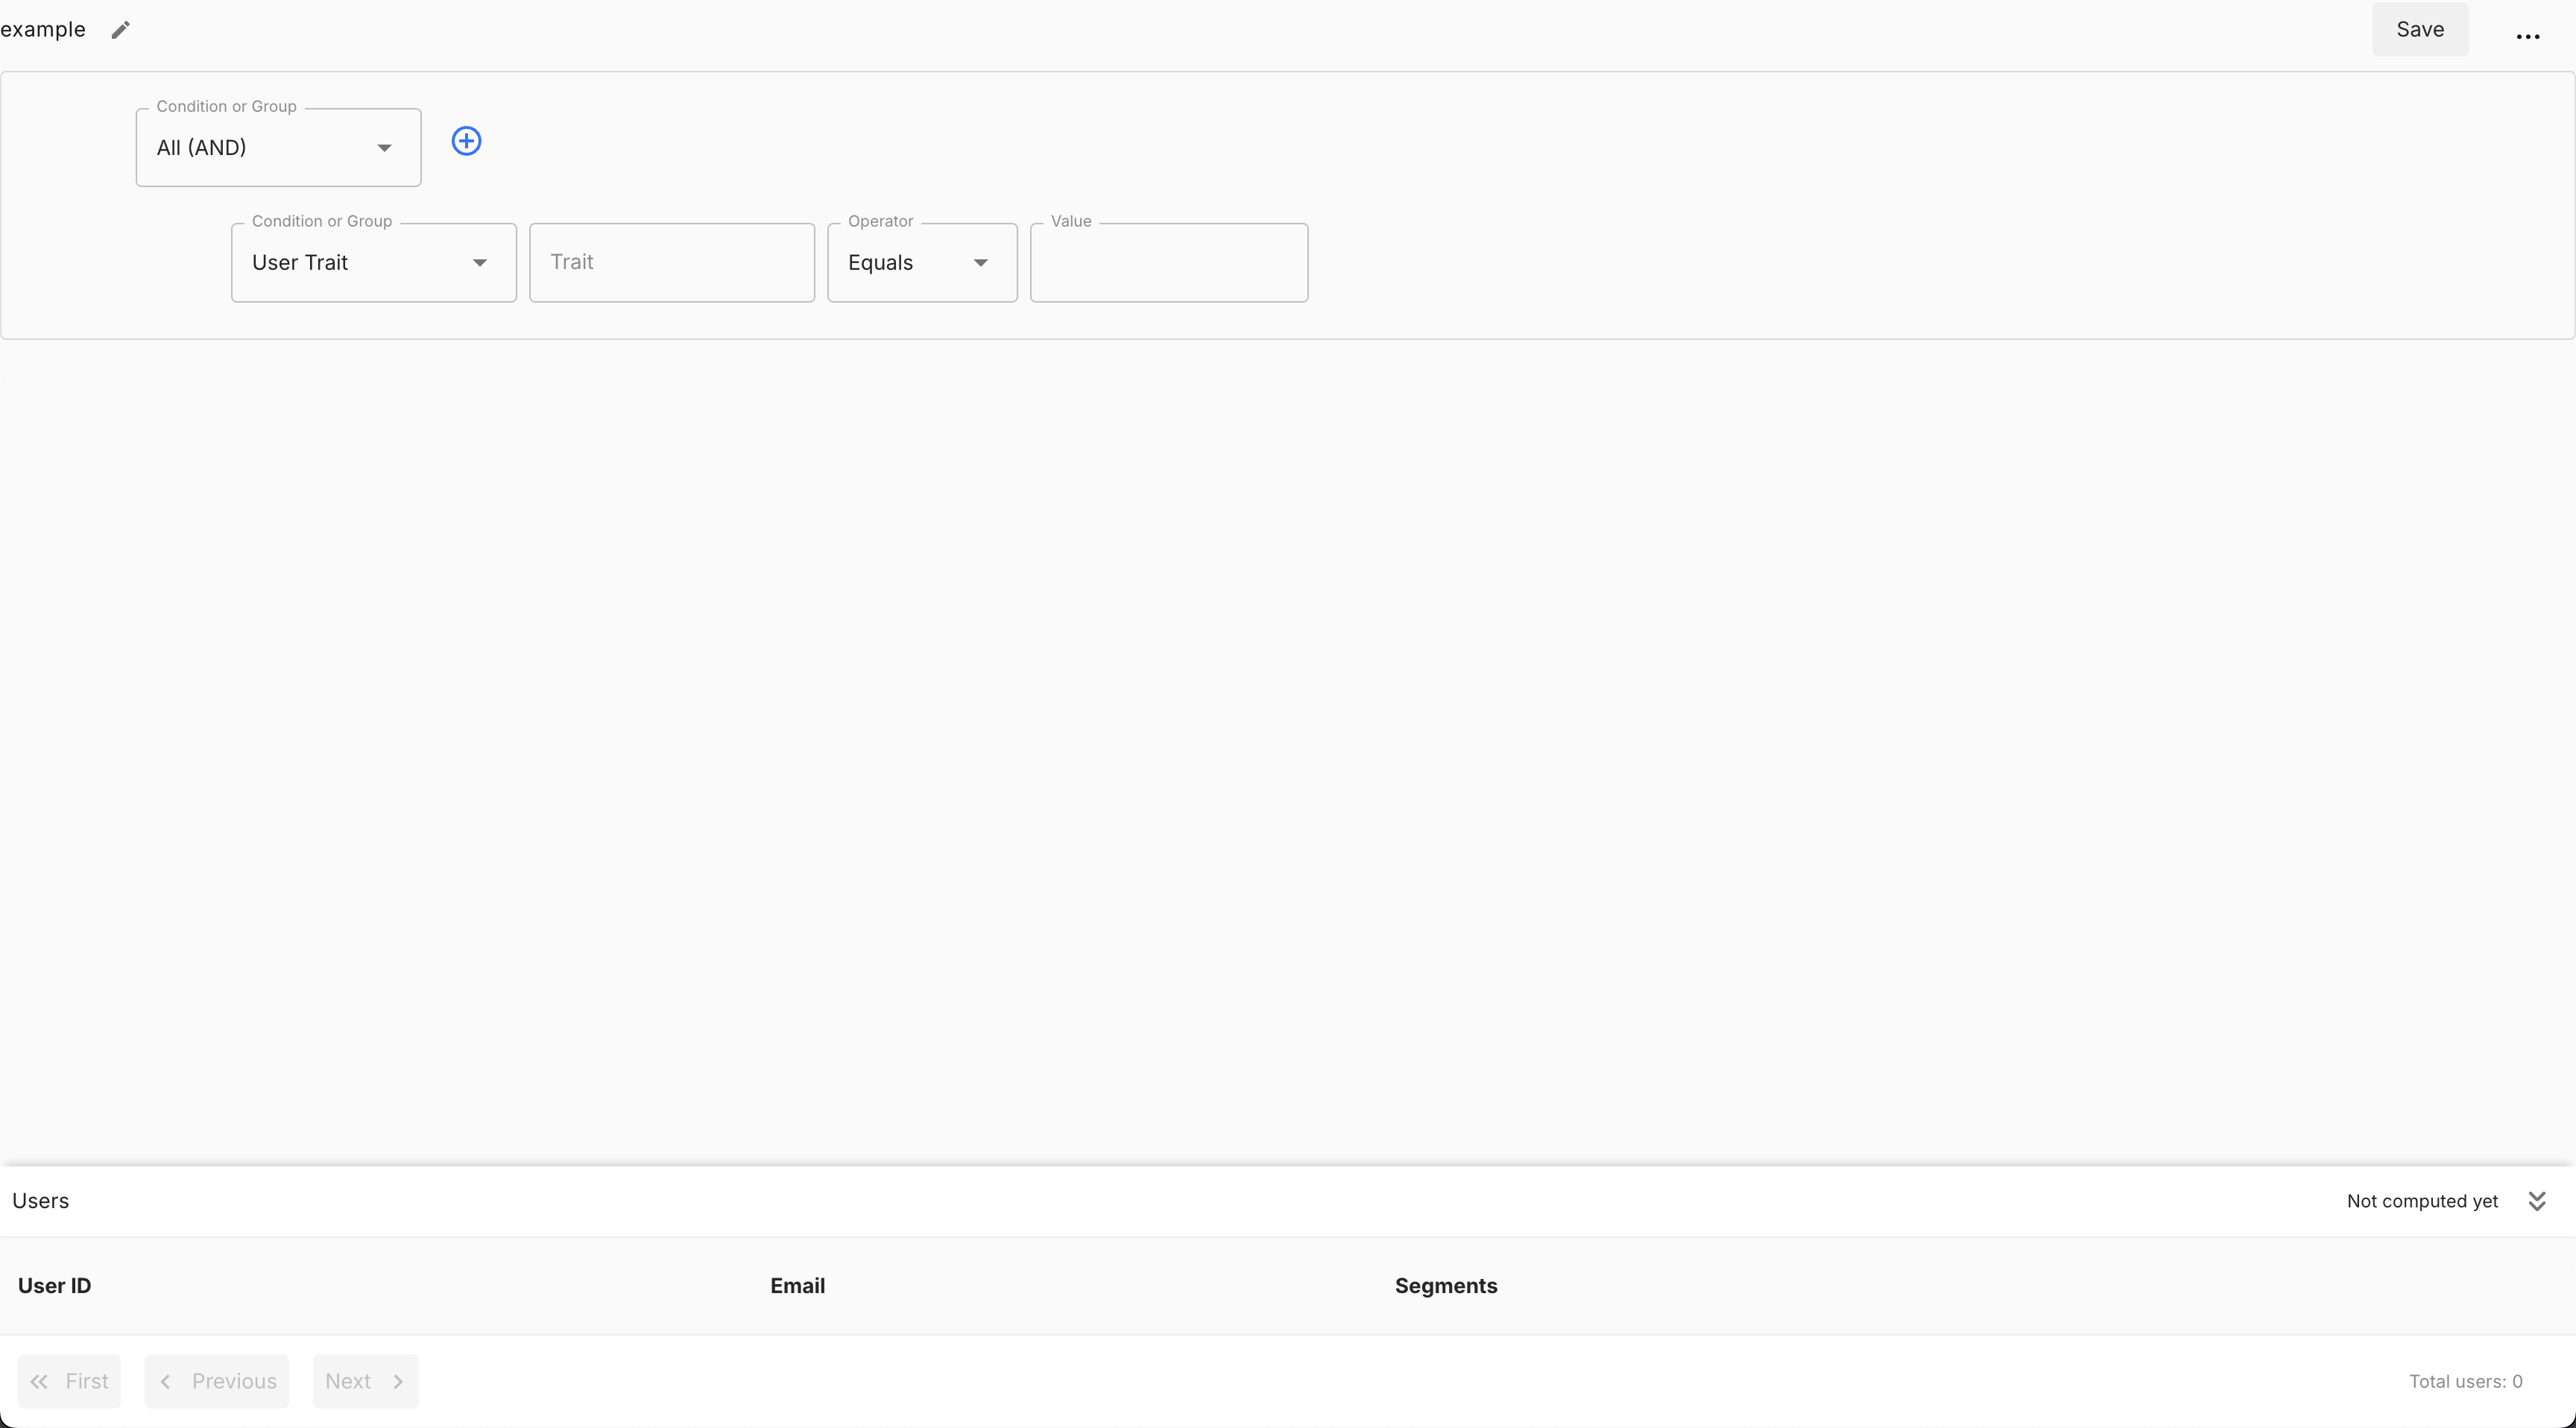 example
Save
Condition or Group
All (AND)
Condition or Group
User Trait
Trait
Operator
Equals
Value
Users
Not computed yet
User ID Email Segments
First Previous Next
Total users: 0